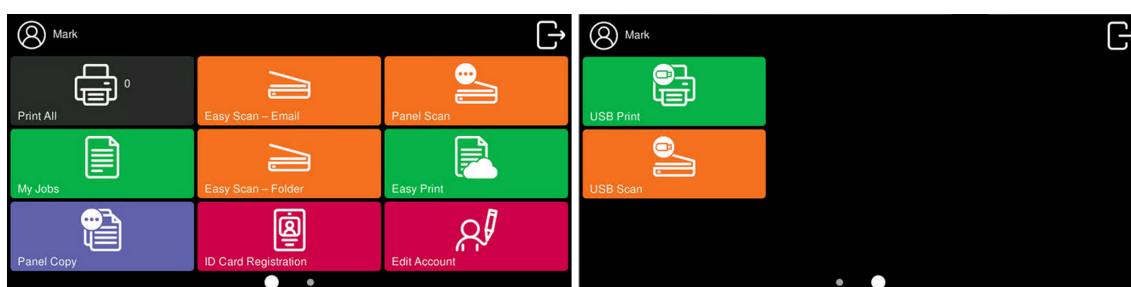 Mark
0
Print All
Easy Scan – Email
Panel Scan
My Jobs
Easy Scan – Folder
Easy Print
Panel Copy
ID Card Registration
Edit Account
Mark
USB Print
USB Scan